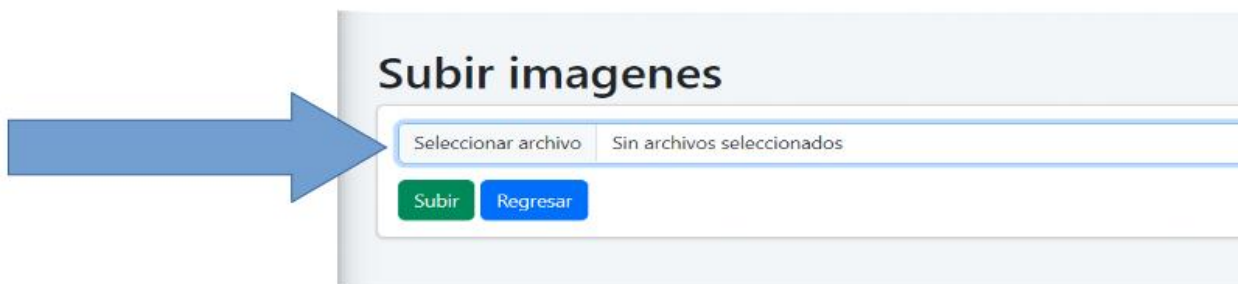 Subir imagenes
Seleccionar archivo Sin archivos seleccionados
Subir Regresar